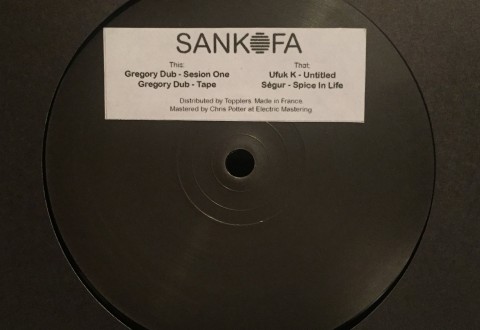 SANKOFA
This:
Gregory Dub - Sesion One
Gregory Dub - Tape
That:
Ufuk K - Untitled
Ségur - Spice In Life
Distributed by Topplers Made in France
Mastered by Chris Potter at Electric Mastering